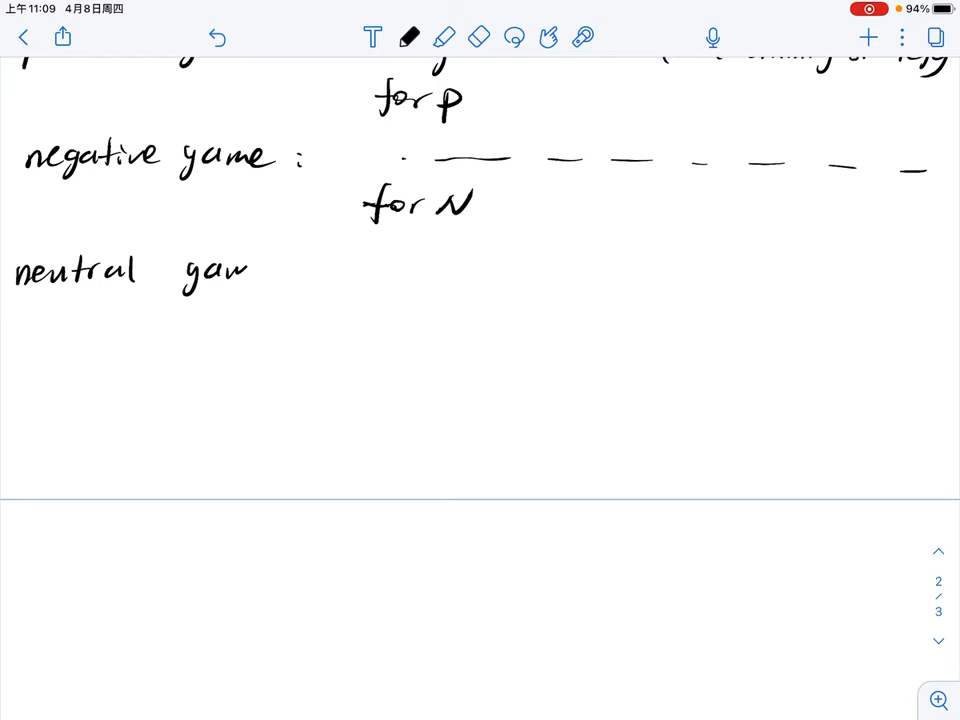 上午11:09 4月8日周四 94%
for P
negative game :
for N
neutral gam
2
/
3